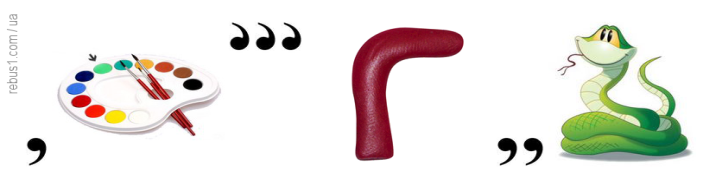 rebus1.com / ua
, ,,, Г ,,